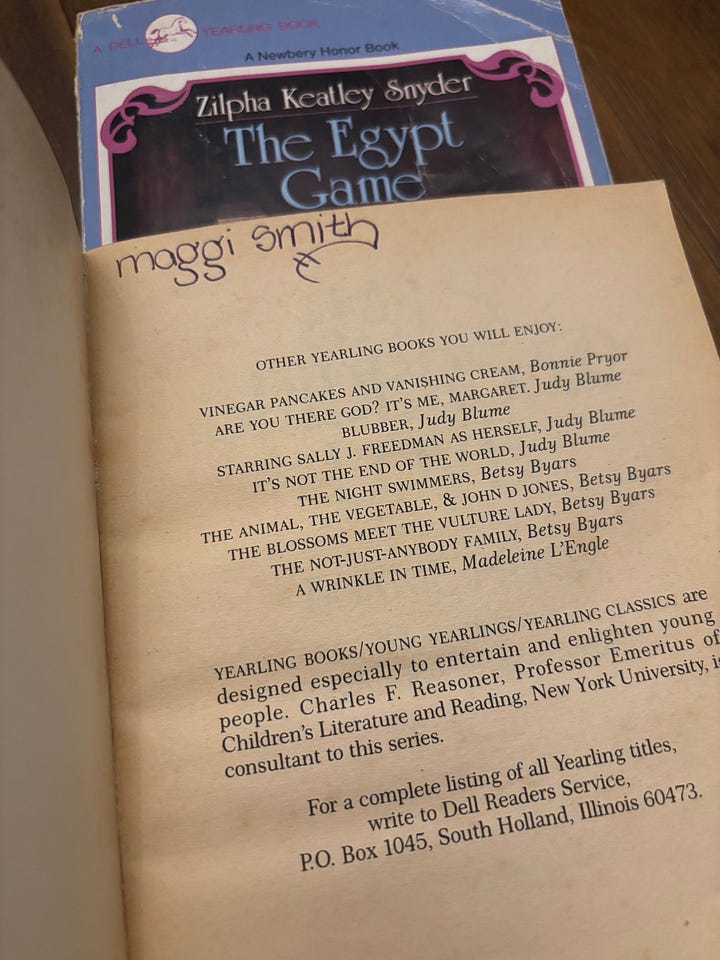 A DELL YEARLING BOOK
A Newbery Honor Book
Zilpha Keatley Snyder
The Egypt
Game
maggi smith
OTHER YEARLING BOOKS YOU WILL ENJOY:
VINEGAR PANCAKES AND VANISHING CREAM, Bonnie Pryor
ARE YOU THERE GOD? IT'S ME, MARGARET. Judy Blume
BLUBBER, Judy Blume
STARRING SALLY J. FREEDMAN AS HERSELF, Judy Blume
IT'S NOT THE END OF THE WORLD, Judy Blume
THE NIGHT SWIMMERS, Betsy Byars
THE ANIMAL, THE VEGETABLE, & JOHN D JONES, Betsy Byars
THE BLOSSOMS MEET THE VULTURE LADY, Betsy Byars
THE NOT-JUST-ANYBODY FAMILY, Betsy Byars
A WRINKLE IN TIME, Madeleine L'Engle
YEARLING BOOKS/YOUNG YEARLINGS/YEARLING CLASSICS are
designed especially to entertain and enlighten young
people. Charles F. Reasoner, Professor Emeritus of
Children's Literature and Reading, New York University,
consultant to this series.
For a complete listing of all Yearling titles,
write to Dell Readers Service,
P.O. Box 1045, South Holland, Illinois 60473.